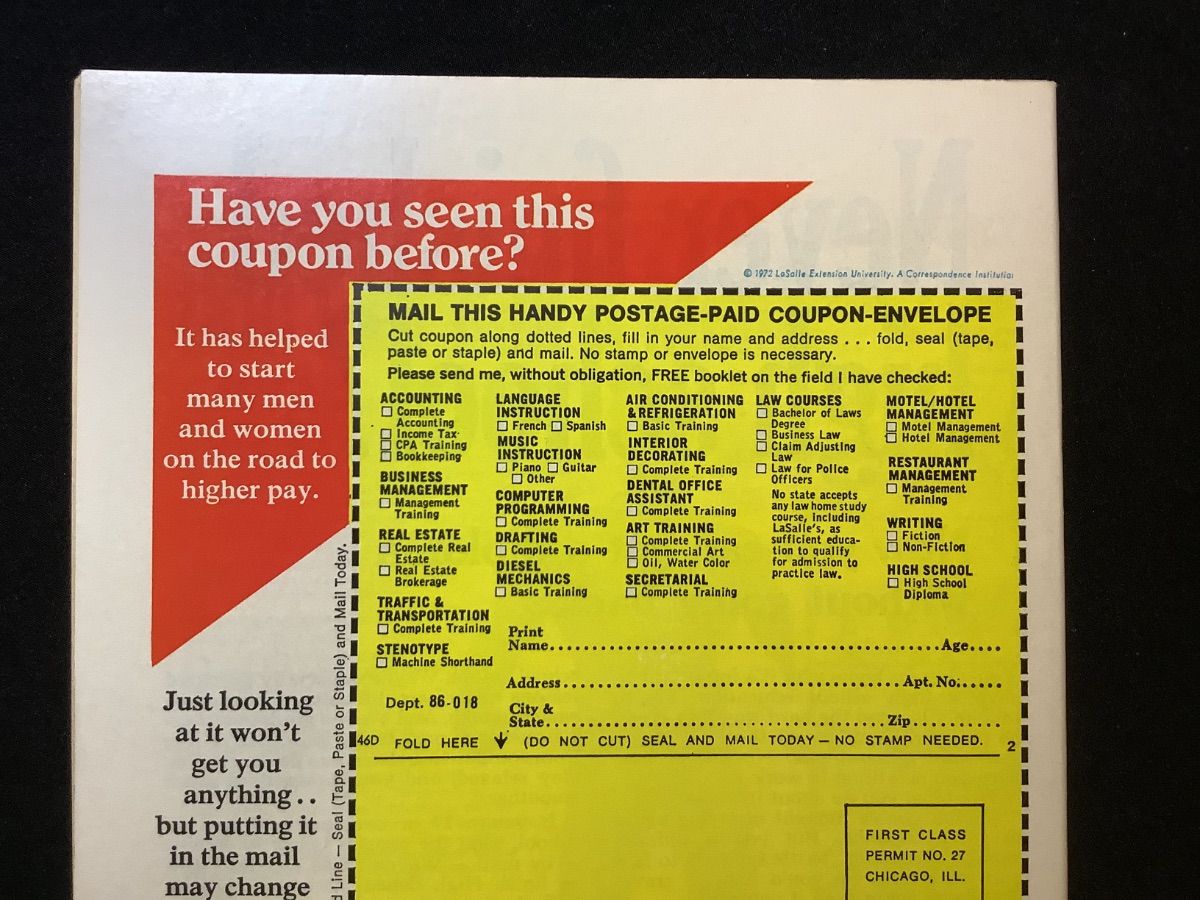 Have you seen this
coupon before?
© 1972 LaSalle Extension University. A Correspondence Institution
It has helped
to start
many men
and women
on the road to
higher pay.
Just looking
at it won't
get you
anything..
but putting it
in the mail
may change
Line — Seal (Tape, Paste or Staple) and Mail Today.
MAIL THIS HANDY POSTAGE-PAID COUPON-ENVELOPE
Cut coupon along dotted lines, fill in your name and address . . . fold, seal (tape,
paste or staple) and mail. No stamp or envelope is necessary.
Please send me, without obligation, FREE booklet on the field I have checked:
ACCOUNTING
☐ Complete
Accounting
☐ Income Tax
☐ CPA Training
☐ Bookkeeping
BUSINESS
MANAGEMENT
☐ Management
Training
REAL ESTATE
☐ Complete Real
Estate
☐ Real Estate
Brokerage
TRAFFIC &
TRANSPORTATION
☐ Complete Training
STENOTYPE
☐ Machine Shorthand
LANGUAGE
INSTRUCTION
☐ French ☐ Spanish
MUSIC
INSTRUCTION
☐ Piano ☐ Guitar
☐ Other
COMPUTER
PROGRAMMING
☐ Complete Training
DRAFTING
☐ Complete Training
DIESEL
MECHANICS
☐ Basic Training
AIR CONDITIONING
& REFRIGERATION
☐ Basic Training
INTERIOR
DECORATING
☐ Complete Training
DENTAL OFFICE
ASSISTANT
☐ Complete Training
ART TRAINING
☐ Complete Training
☐ Commercial Art
☐ Oil, Water Color
SECRETARIAL
☐ Complete Training
LAW COURSES
☐ Bachelor of Laws
Degree
☐ Business Law
☐ Claim Adjusting
Law
☐ Law for Police
Officers
No state accepts
any law home study
course, including
LaSalle's, as
sufficient educa-
tion to qualify
for admission to
practice law.
MOTEL/HOTEL
MANAGEMENT
☐ Motel Management
☐ Hotel Management
RESTAURANT
MANAGEMENT
☐ Management
Training
WRITING
☐ Fiction
☐ Non-Fiction
HIGH SCHOOL
☐ High School
Diploma
Print
Name.......... Age....
Address.......... Apt. No......
Dept. 86-018
City &
State.......... Zip..........
46D FOLD HERE ↓ (DO NOT CUT) SEAL AND MAIL TODAY — NO STAMP NEEDED. 2
FIRST CLASS
PERMIT NO. 27
CHICAGO, ILL.